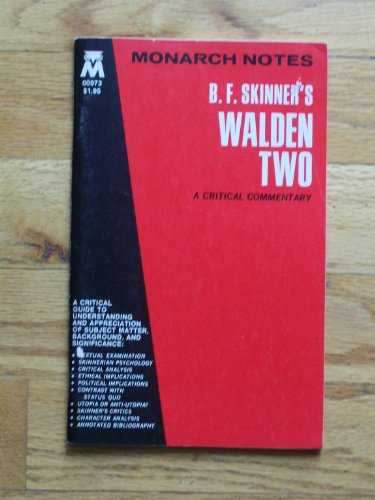 M
00973
$1.95
MONARCH NOTES
B. F. SKINNER'S
WALDEN
TWO
A CRITICAL COMMENTARY
A CRITICAL
GUIDE TO
UNDERSTANDING
AND APPRECIATION
OF SUBJECT MATTER,
BACKGROUND, AND
SIGNIFICANCE:
• TEXTUAL EXAMINATION
• SKINNERIAN PSYCHOLOGY
• CRITICAL ANALYSIS
• ETHICAL IMPLICATIONS
• POLITICAL IMPLICATIONS
• CONTRAST WITH
STATUS QUO
• UTOPIA OR ANTI-UTOPIA?
• SKINNER'S CRITICS
• CHARACTER ANALYSIS
• ANNOTATED BIBLIOGRAPHY